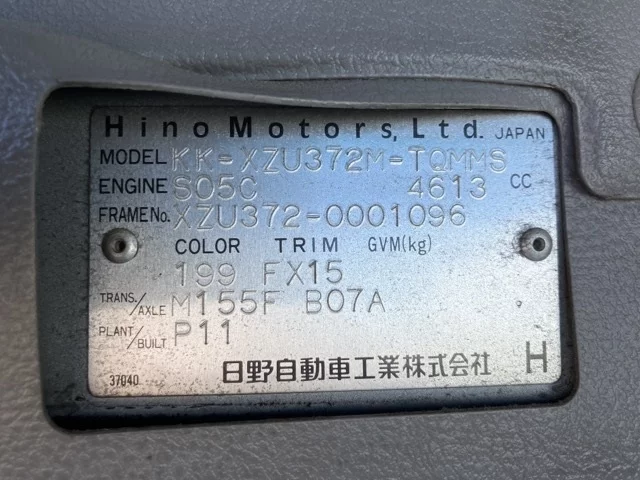 Hino Motors, Ltd. JAPAN
MODEL KK-XZU372M-TQMMS
ENGINE S05C 4613 CC
FRAME No. XZU372-0001096
COLOR TRIM GVM(kg)
199 FX15
TRANS./AXLE M155F B07A
PLANT/BUILT P11
37040 日野自動車工業株式会社 H